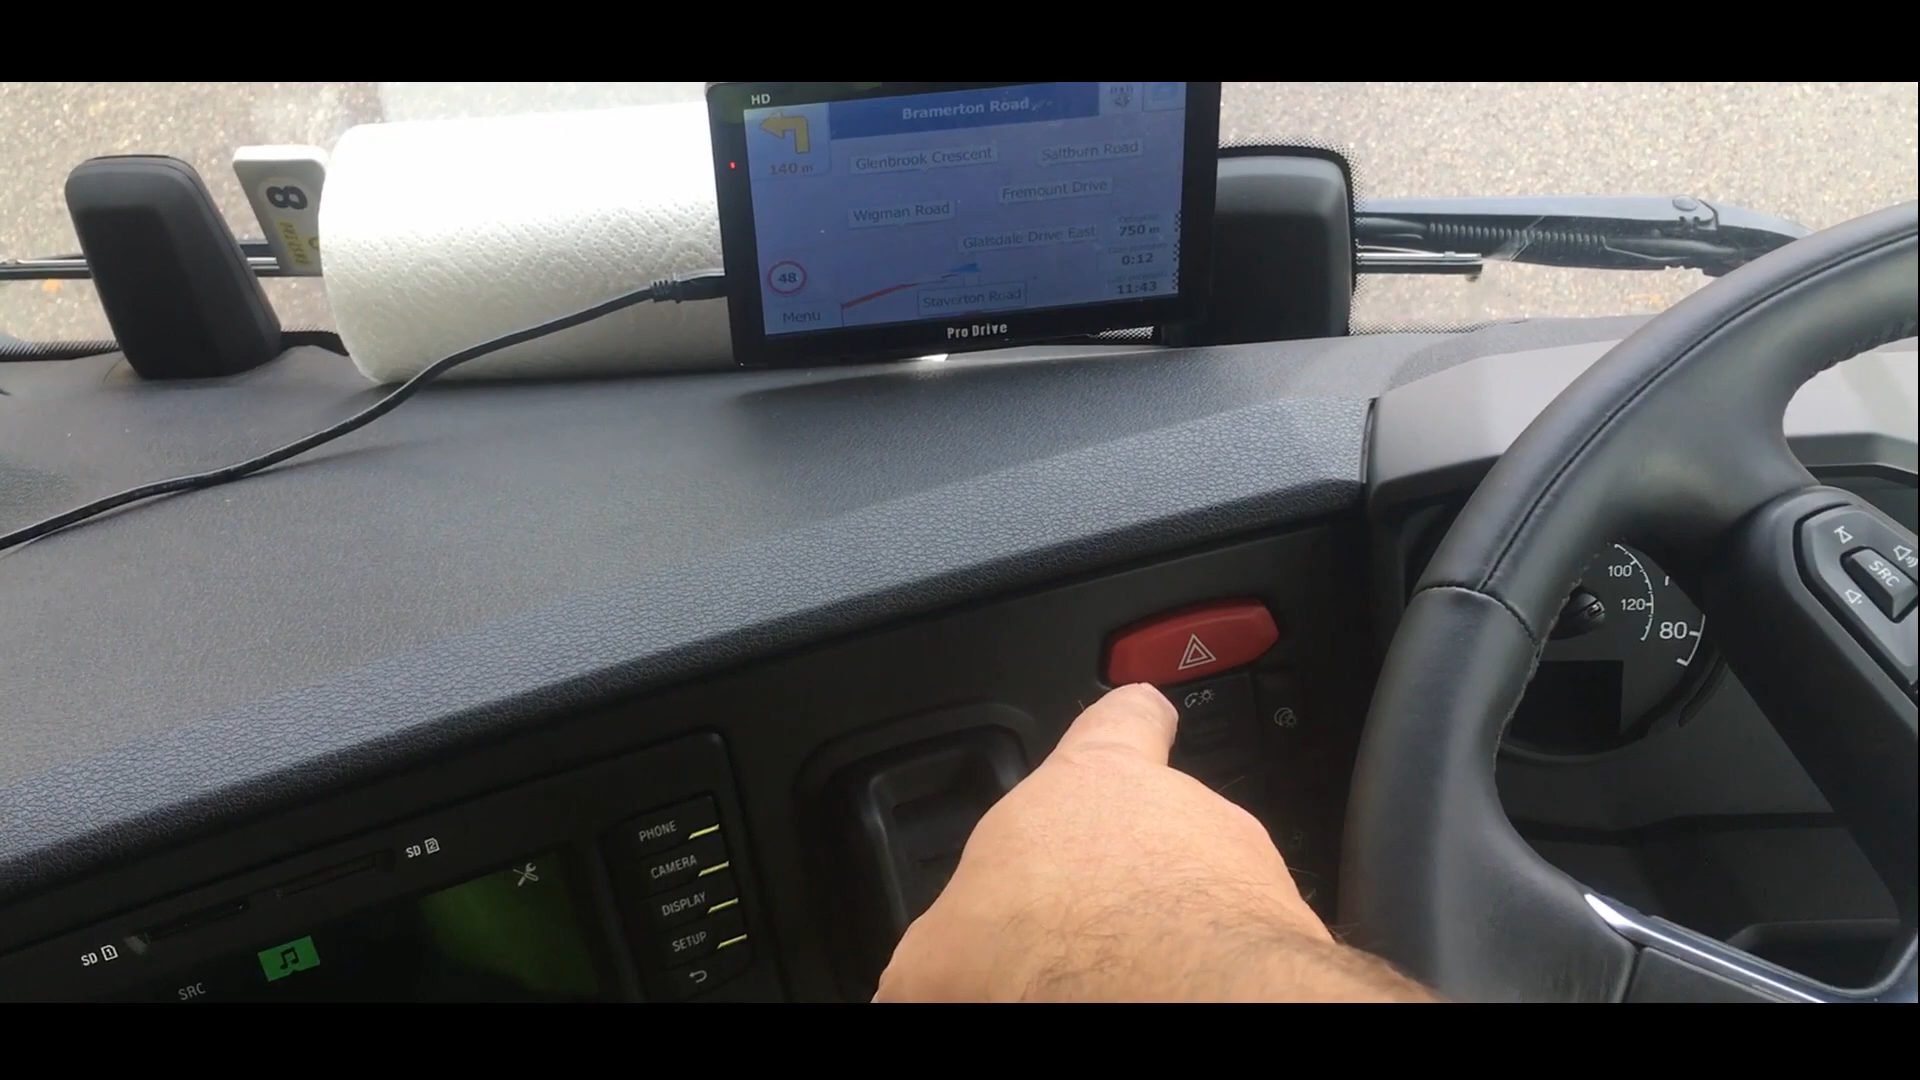 HD
Bramerton Road
140 m
Glenbrook Crescent
Saltburn Road
Fremount Drive
Wigman Road
Glaisdale Drive East
750 m
0:12
48
11:43
Staverton Road
Menu
Pro Drive
8
100
120
80
SRC
PHONE
CAMERA
DISPLAY
SETUP
SD 2
SD 1
SRC